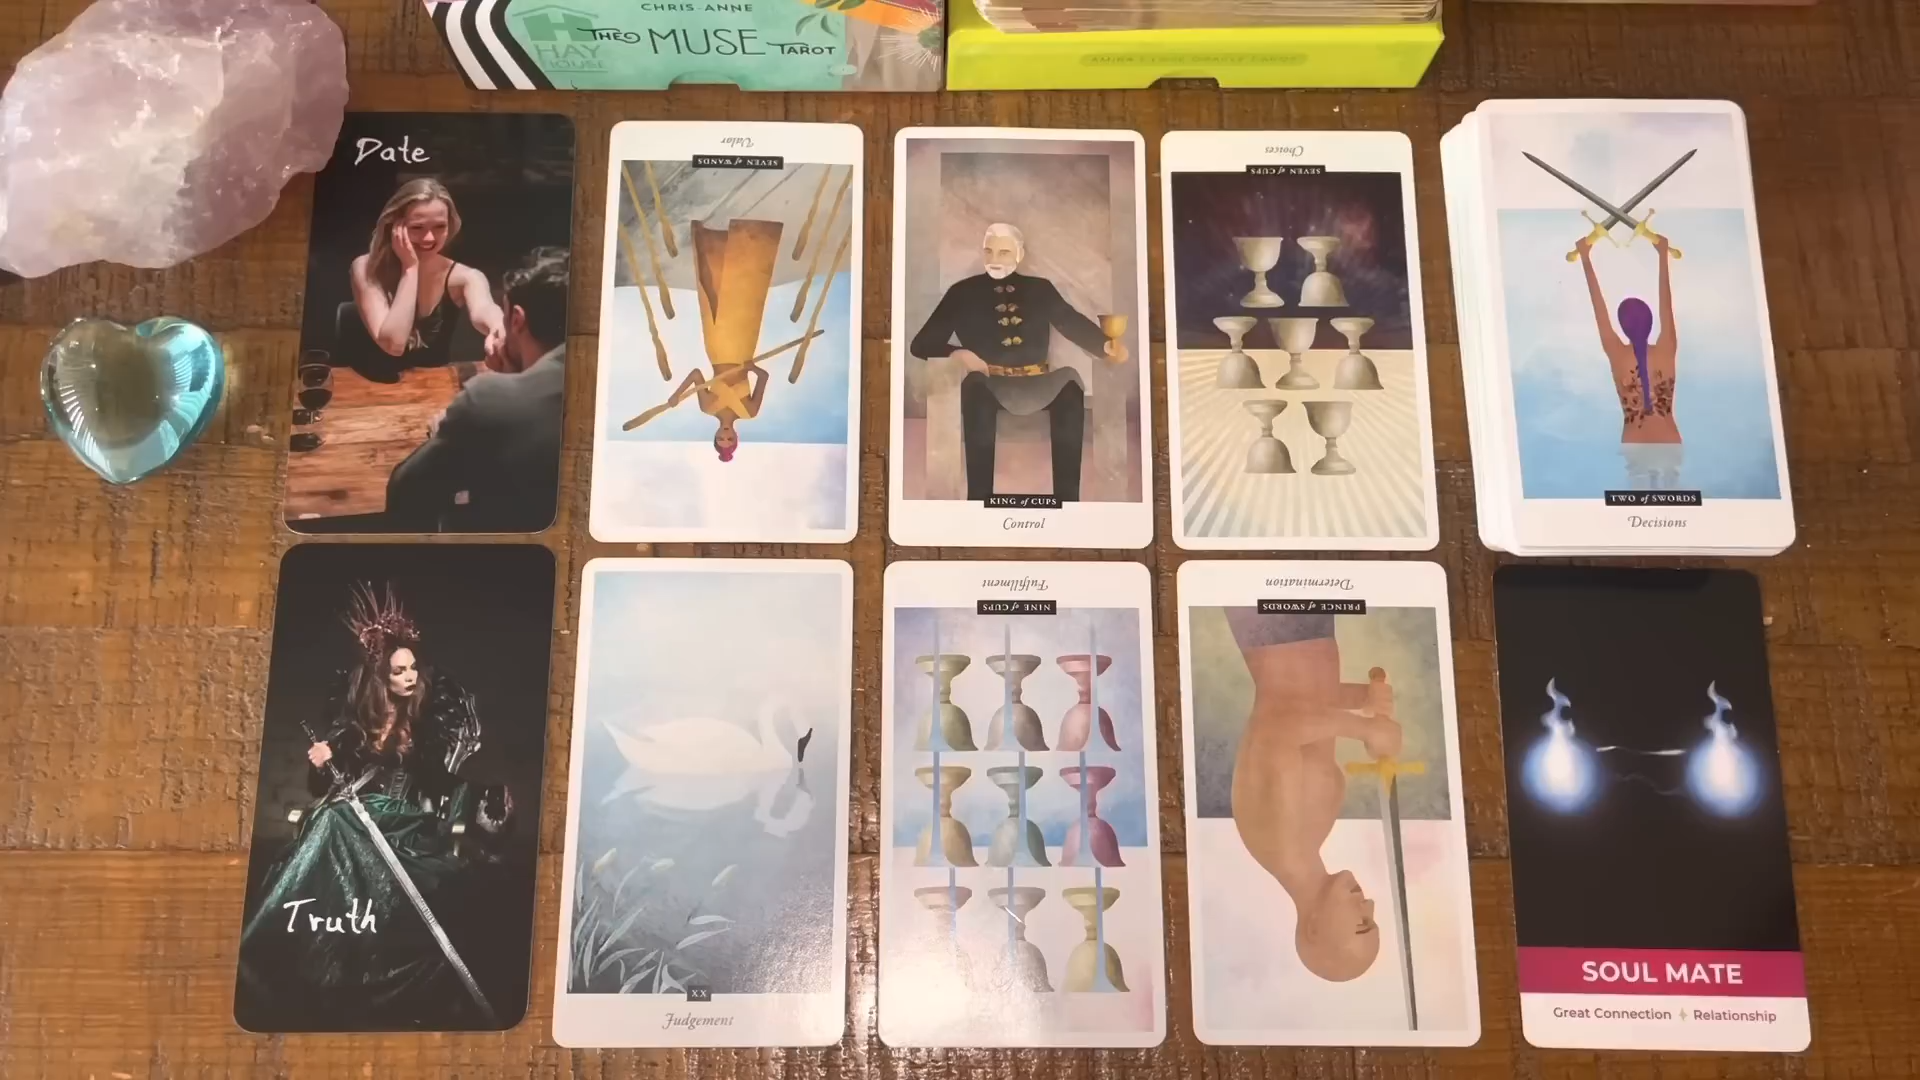 CHRIS-ANNE
THE MUSE TAROT
HAY
HOUSE
Date
Valor
SEVEN of WANDS
KING of CUPS
Control
Choices
SEVEN of CUPS
TWO of SWORDS
Decisions
Truth
XX
Judgement
Fulfillment
NINE of CUPS
Determination
PRINCE of SWORDS
SOUL MATE
Great Connection + Relationship